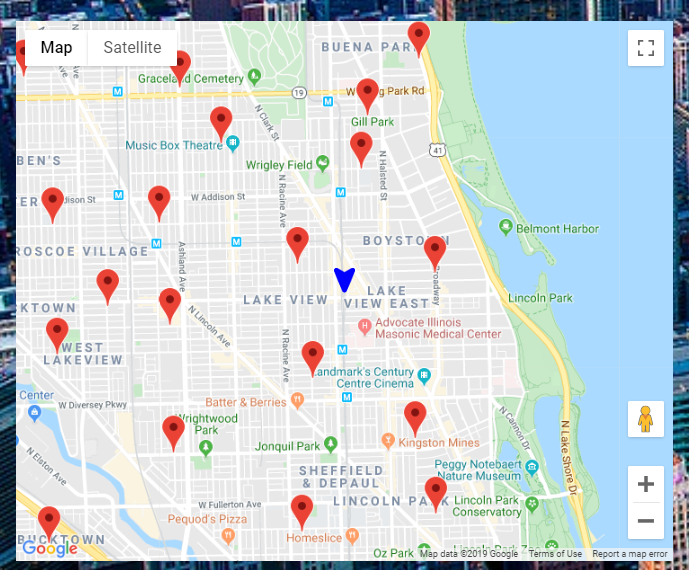 Map
Satellite
BUENA PARK
Graceland Cemetery
19
Park Rd
Gill Park
N Clark St
Music Box Theatre
Wrigley Field
N Halsted St
41
BEN'S
W Addison St
N Racine Ave
Belmont Harbor
ROSCOE VILLAGE
BOYSTOWN
Ashland Ave
Broadway
LAKE VIEW
LAKE
VIEW EAST
Lincoln Park
N Lincoln Ave
Advocate Illinois
Masonic Medical Center
WEST
LAKEVIEW
N Racine Ave
Landmark's Century
Centre Cinema
Center
W Diversey Pkwy
Batter & Berries
Wrightwood
Park
Jonquil Park
Kingston Mines
N Cannon Dr
N Lake Shore Dr
N Elston Ave
Peggy Notebaert
Nature Museum
SHEFFIELD
& DEPAUL
LINCOLN PARK
Lincoln Park
Conservatory
W Fullerton Ave
Pequod's Pizza
Homeslice
BUCKTOWN
Oz Park
Google
Map data ©2019 Google
Terms of Use
Report a map error